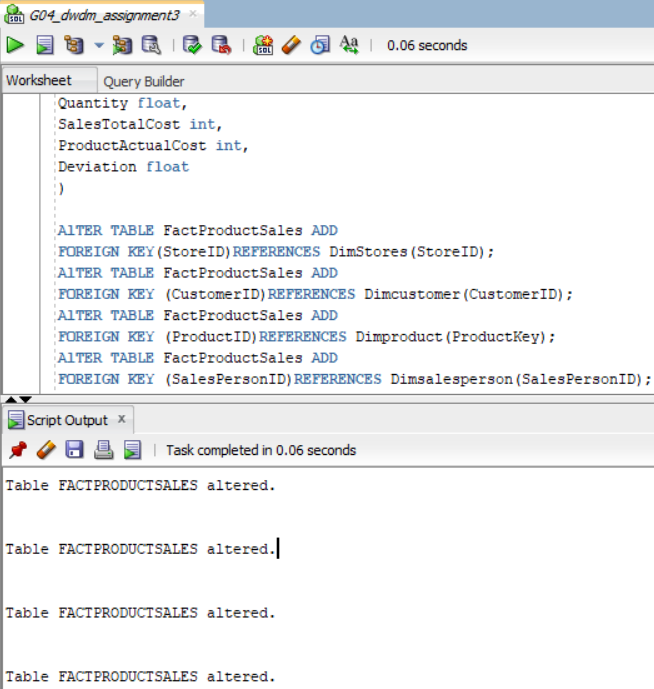 G04_dwdm_assignment3
0.06 seconds
Worksheet Query Builder
Quantity float,
SalesTotalCost int,
ProductActualCost int,
Deviation float
)
AlTER TABLE FactProductSales ADD
FOREIGN KEY(StoreID)REFERENCES DimStores(StoreID);
AlTER TABLE FactProductSales ADD
FOREIGN KEY (CustomerID)REFERENCES Dimcustomer(CustomerID);
AlTER TABLE FactProductSales ADD
FOREIGN KEY (ProductID)REFERENCES Dimproduct(ProductKey);
AlTER TABLE FactProductSales ADD
FOREIGN KEY (SalesPersonID)REFERENCES Dimsalesperson(SalesPersonID);
Script Output x
Task completed in 0.06 seconds
Table FACTPRODUCTSALES altered.
Table FACTPRODUCTSALES altered.
Table FACTPRODUCTSALES altered.
Table FACTPRODUCTSALES altered.